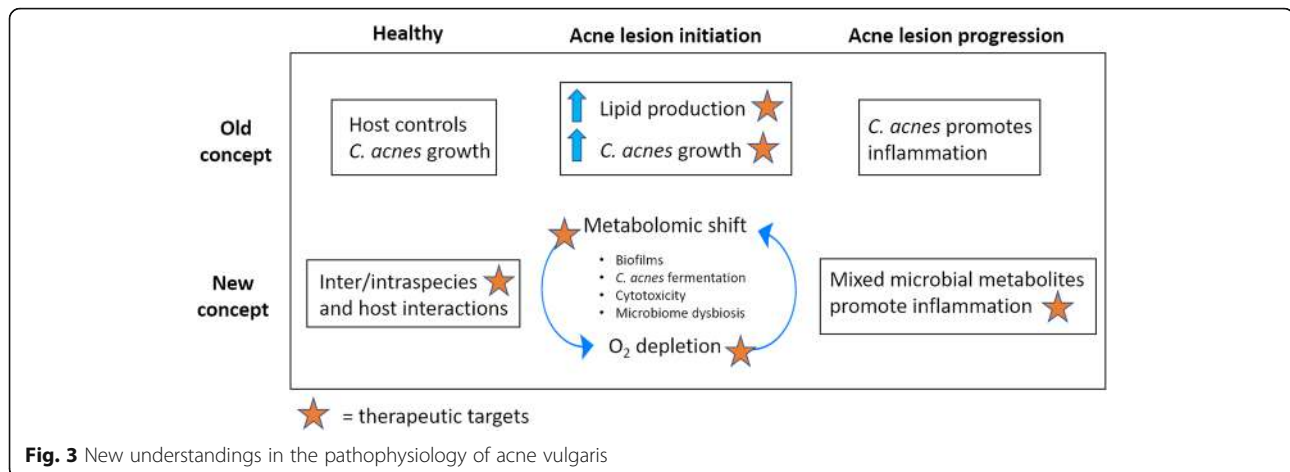 Healthy
Acne lesion initiation
Acne lesion progression
Old
concept
Host controls
C. acnes growth
Lipid production
C. acnes growth
C. acnes promotes
inflammation
New
concept
Inter/intraspecies
and host interactions
Metabolomic shift
• Biofilms
• C. acnes fermentation
• Cytotoxicity
• Microbiome dysbiosis
O₂ depletion
Mixed microbial metabolites
promote inflammation
= therapeutic targets
Fig. 3 New understandings in the pathophysiology of acne vulgaris